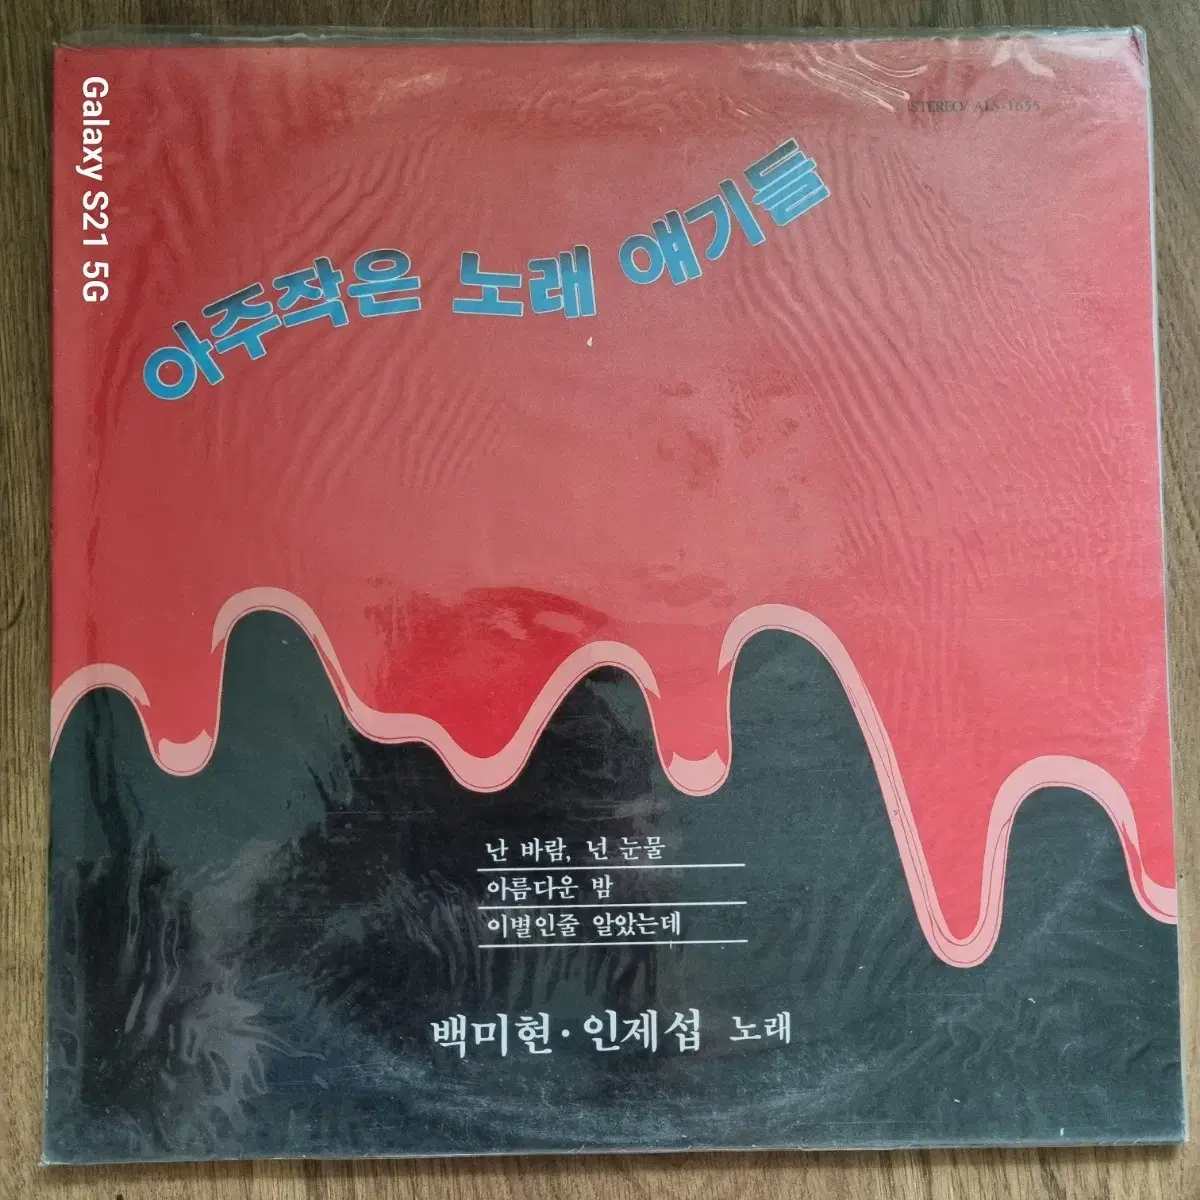 Galaxy S21 5G
STEREO/ ALS-1655
아주작은 노래 얘기들
난 바람, 넌 눈물
아름다운 밤
이별인줄 알았는데
백미현·인제섭 노래